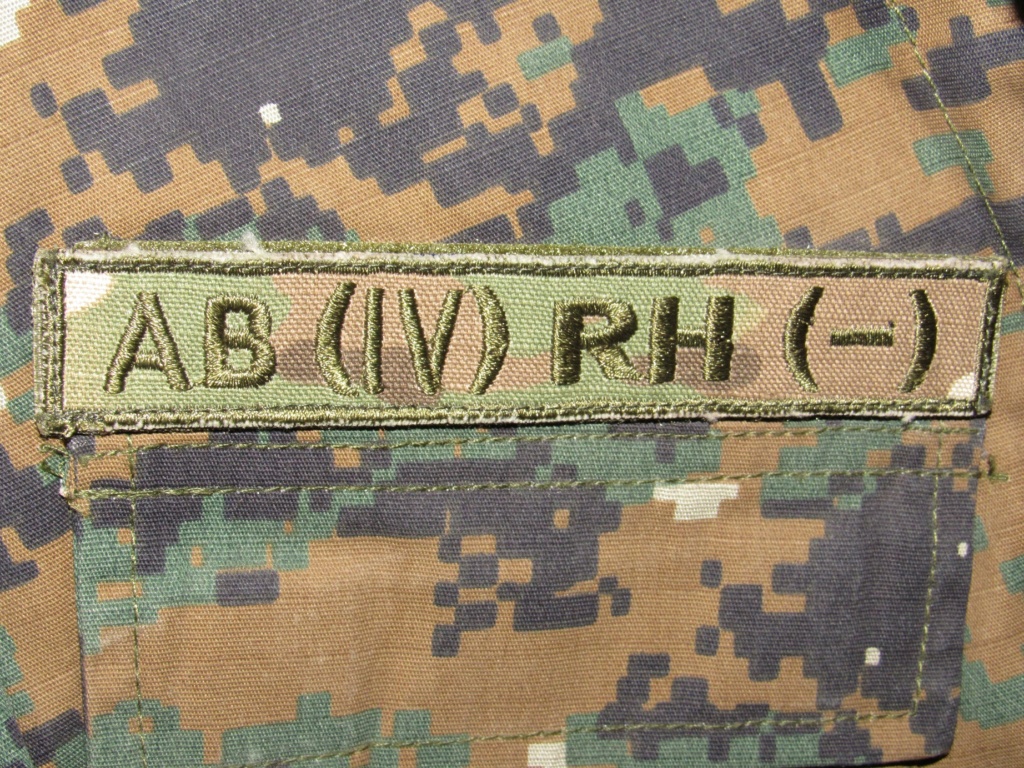 AB (IV) RH (-)